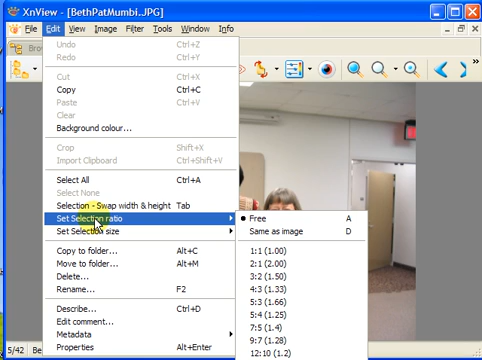 XnView - [BethPatMumbi.JPG]
File Edit View Image Filter Tools Window Info
Undo Ctrl+Z
Redo Ctrl+Y
Cut Ctrl+X
Copy Ctrl+C
Paste Ctrl+V
Clear
Background colour...
Crop Shift+X
Import Clipboard Ctrl+Shift+V
Select All Ctrl+A
Select None
Selection - Swap width & height Tab
Set Selection ratio
Set Selection size
Copy to folder... Alt+C
Move to folder... Alt+M
Delete...
Rename... F2
Describe... Ctrl+D
Edit comment...
Metadata
Properties Alt+Enter
Free A
Same as image D
1:1 (1.00)
2:1 (2.00)
3:2 (1.50)
4:3 (1.33)
5:3 (1.66)
5:4 (1.25)
7:5 (1.4)
9:7 (1.28)
12:10 (1.2)
5/42